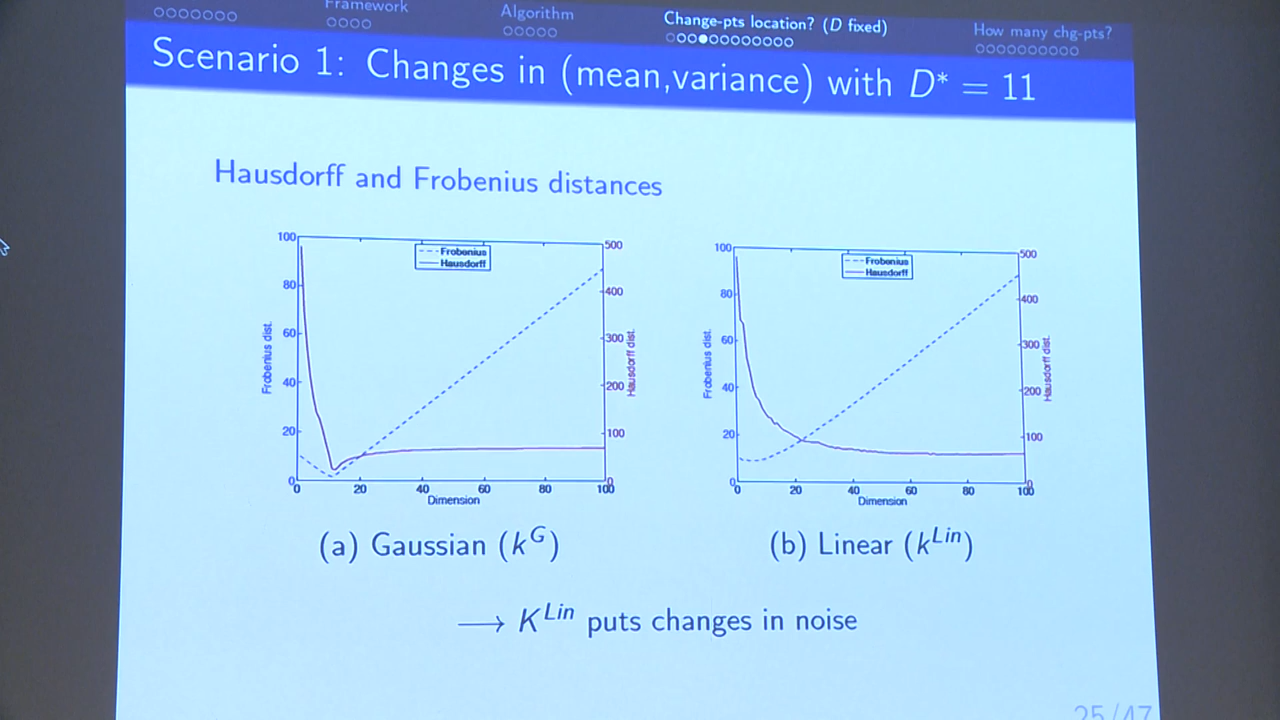 Framework
Algorithm
Change-pts location? (D fixed)
How many chg-pts?
Scenario 1: Changes in (mean,variance) with D* = 11
Hausdorff and Frobenius distances
Frobenius
Hausdorff
100
80
60
40
20
0
Frobenius dist.
500
400
300
200
100
0
Hausdorff dist.
0 20 40 60 80 100
Dimension
(a) Gaussian (k^G)
Frobenius
Hausdorff
100
80
60
40
20
0
Frobenius dist.
500
400
300
200
100
0
Hausdorff dist.
0 20 40 60 80 100
Dimension
(b) Linear (k^Lin)
⟶ K^Lin puts changes in noise
25/47